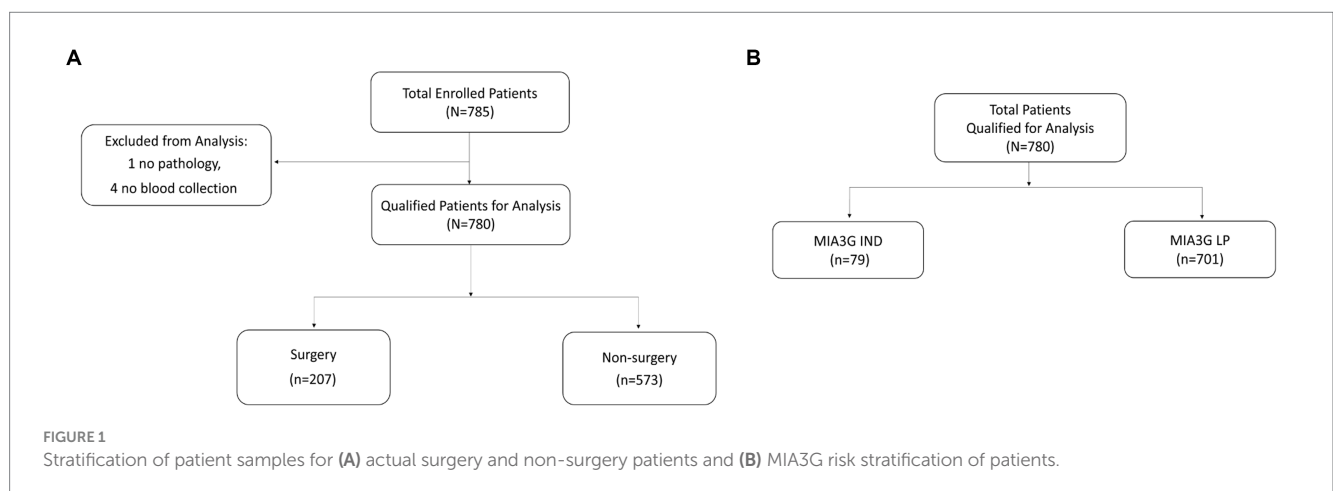 A
Total Enrolled Patients
(N=785)
Excluded from Analysis:
1 no pathology,
4 no blood collection
Qualified Patients for Analysis
(N=780)
Surgery
(n=207)
Non-surgery
(n=573)
B
Total Patients
Qualified for Analysis
(N=780)
MIA3G IND
(n=79)
MIA3G LP
(n=701)
FIGURE 1
Stratification of patient samples for (A) actual surgery and non-surgery patients and (B) MIA3G risk stratification of patients.